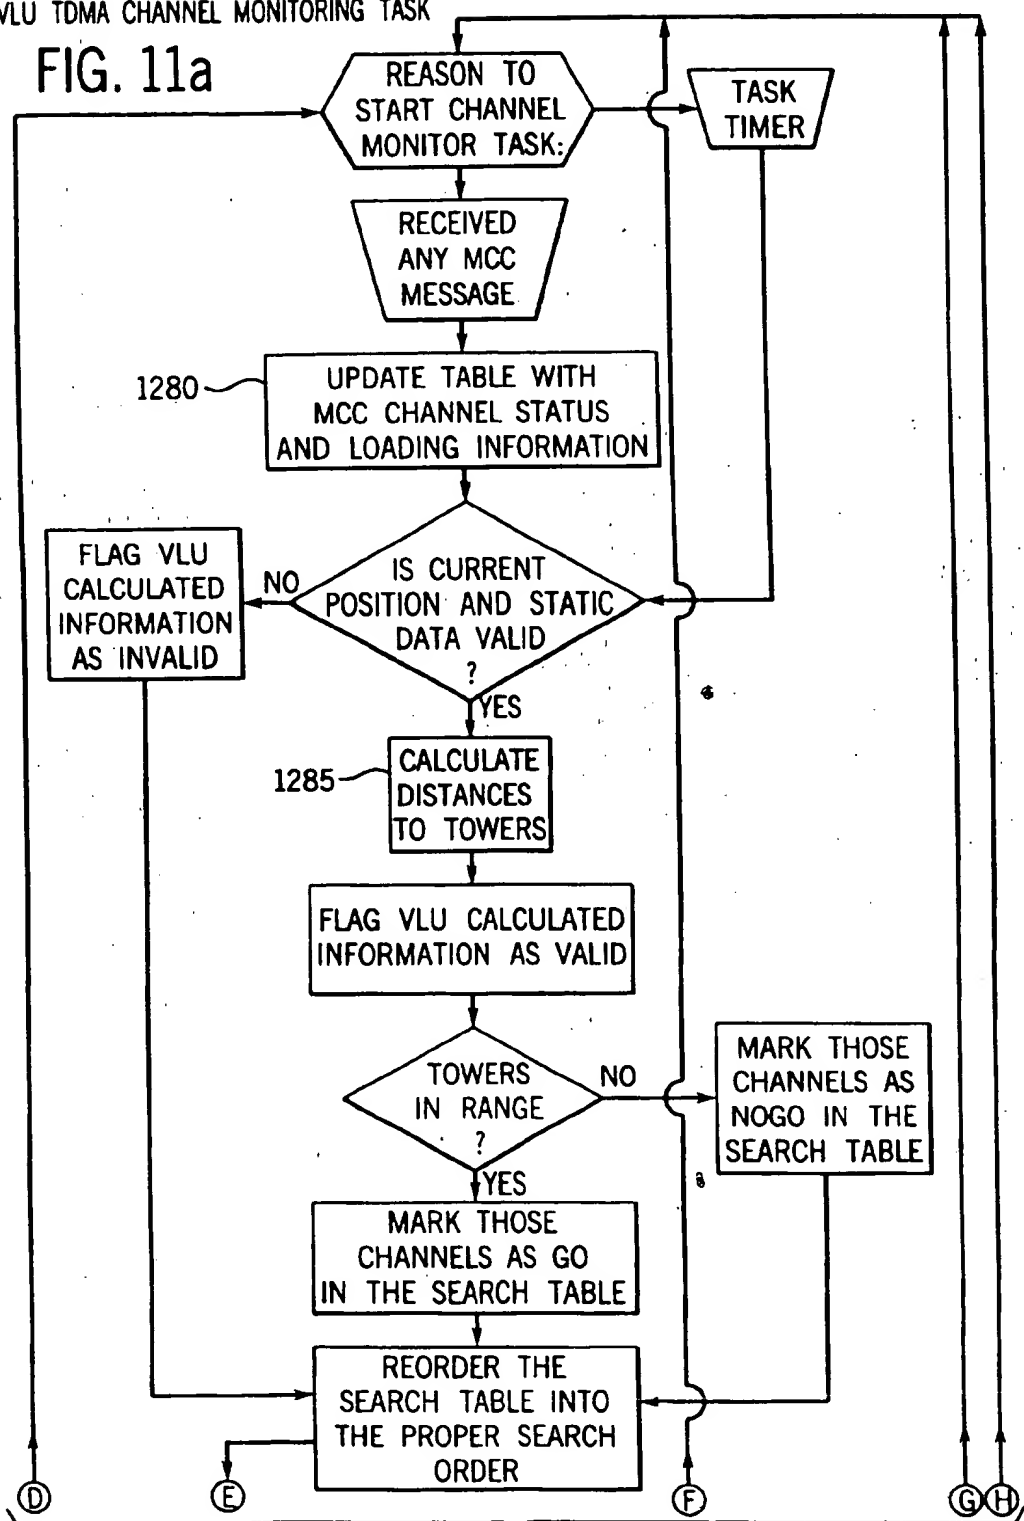 VLU TDMA CHANNEL MONITORING TASK
FIG. 11a
REASON TO
START CHANNEL
MONITOR TASK:
TASK
TIMER
RECEIVED
ANY MCC
MESSAGE
1280
UPDATE TABLE WITH
MCC CHANNEL STATUS
AND LOADING INFORMATION
FLAG VLU
CALCULATED
INFORMATION
AS INVALID
NO
IS CURRENT
POSITION AND STATIC
DATA VALID
?
YES
1285
CALCULATE
DISTANCES
TO TOWERS
FLAG VLU CALCULATED
INFORMATION AS VALID
TOWERS
IN RANGE
?
NO
MARK THOSE
CHANNELS AS
NOGO IN THE
SEARCH TABLE
YES
MARK THOSE
CHANNELS AS GO
IN THE SEARCH TABLE
REORDER THE
SEARCH TABLE INTO
THE PROPER SEARCH
ORDER
D
E
F
G
H